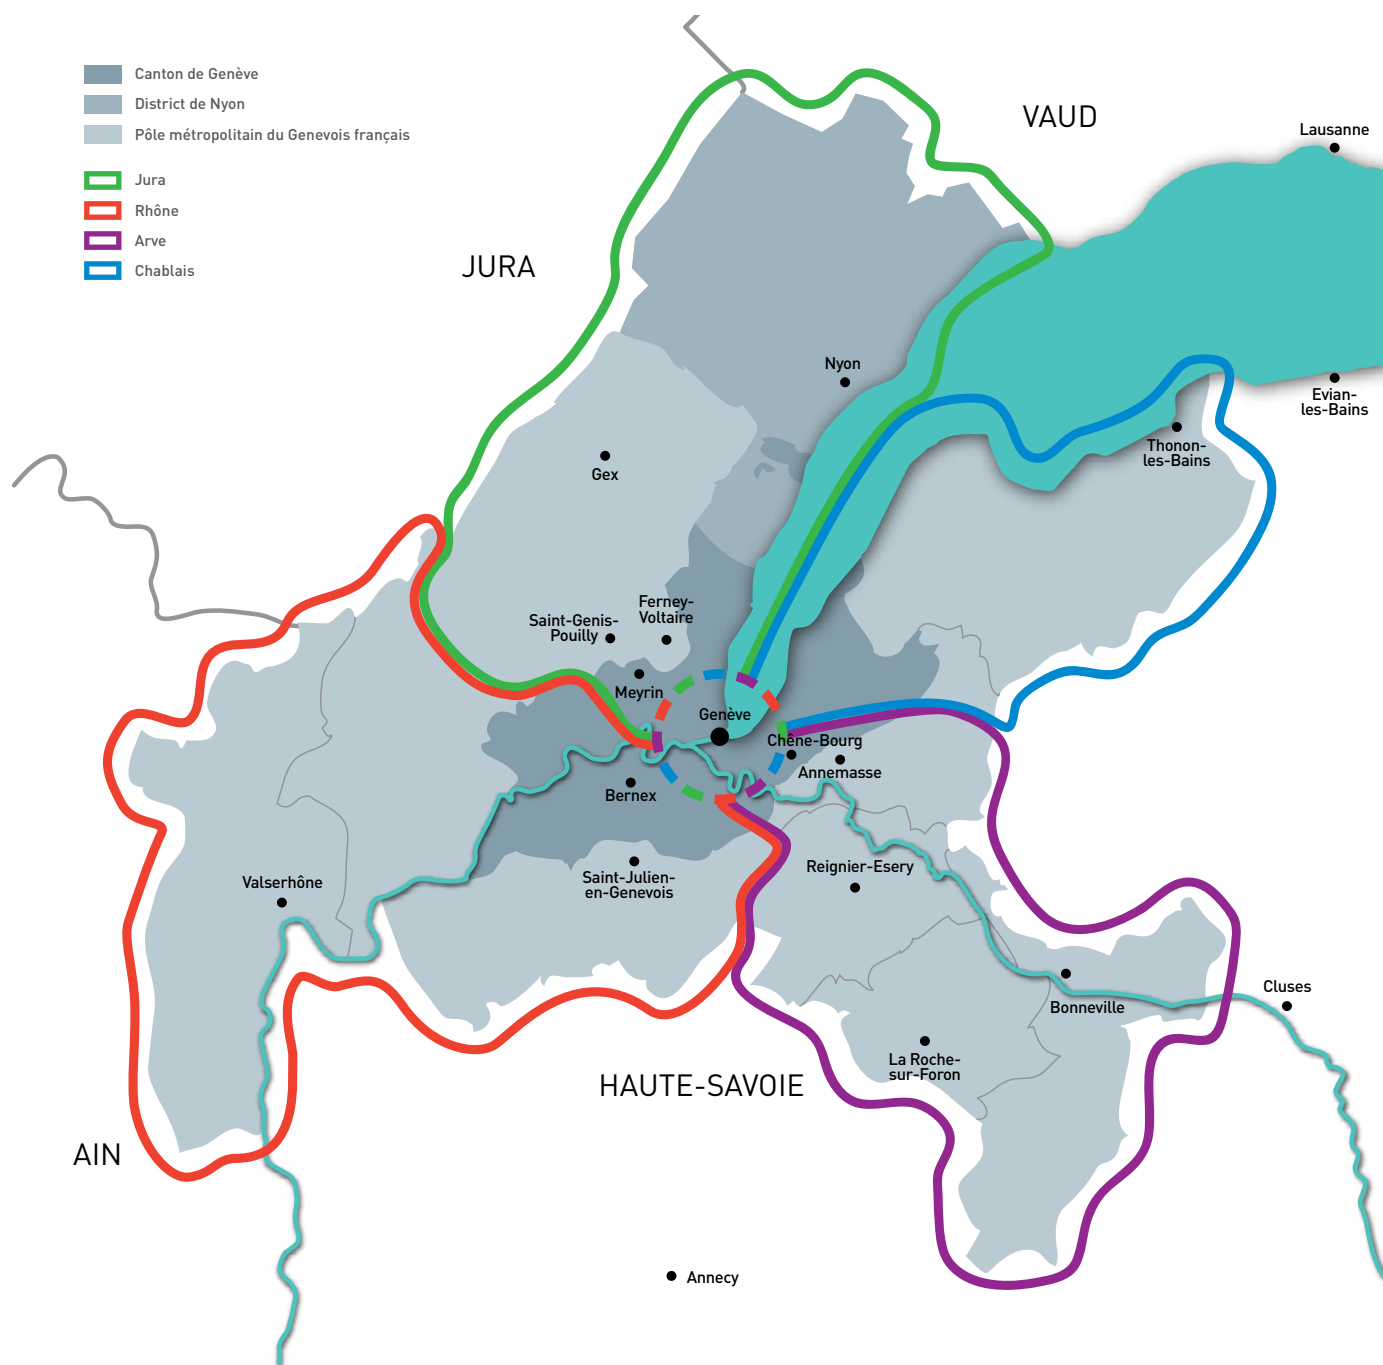 Canton de Genève
District de Nyon
Pôle métropolitain du Genevois français
Jura
Rhône
Arve
Chablais
VAUD
Lausanne
JURA
Nyon
Evian-
les-Bains
Thonon-
les-Bains
Gex
Ferney-
Voltaire
Saint-Genis-
Pouilly
Meyrin
Genève
Chêne-Bourg
Annemasse
Bernex
Reignier-Esery
Saint-Julien-
en-Genevois
Valserhône
Cluses
Bonneville
La Roche-
sur-Foron
HAUTE-SAVOIE
AIN
Annecy